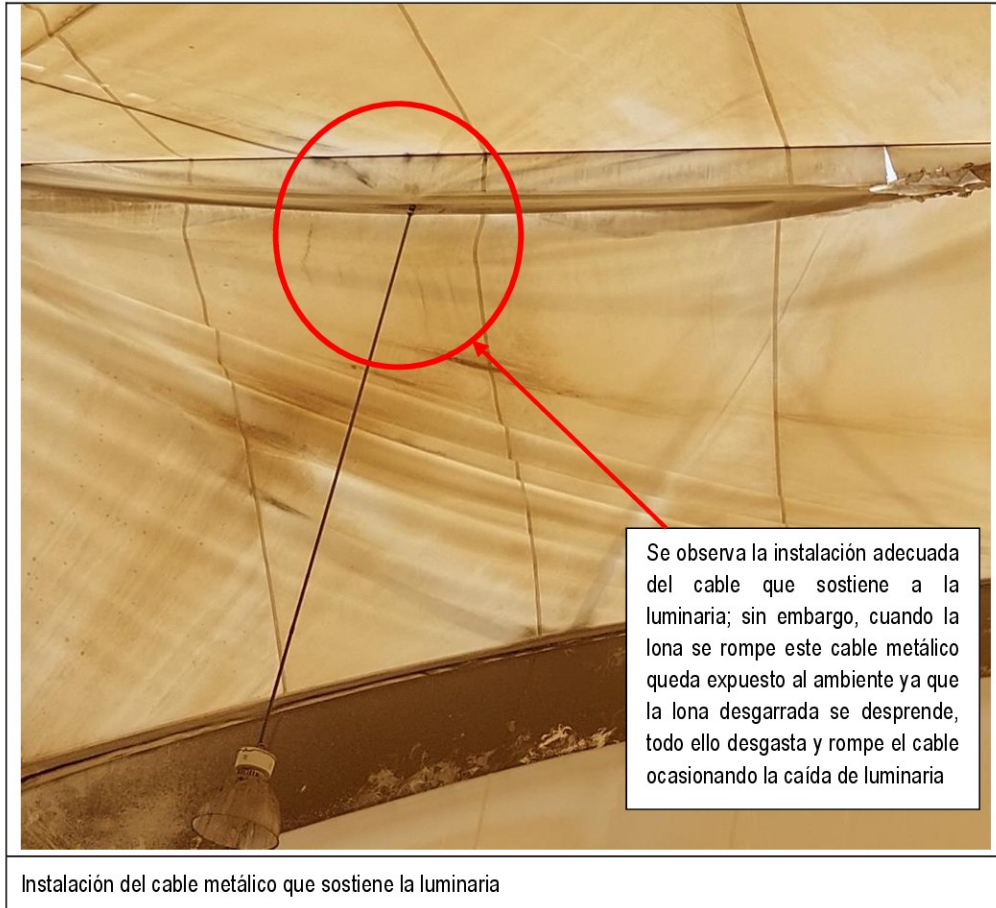 Se observa la instalación adecuada
del cable que sostiene a la
luminaria; sin embargo, cuando la
lona se rompe este cable metálico
queda expuesto al ambiente ya que
la lona desgarrada se desprende,
todo ello desgasta y rompe el cable
ocasionando la caída de luminaria
Instalación del cable metálico que sostiene la luminaria